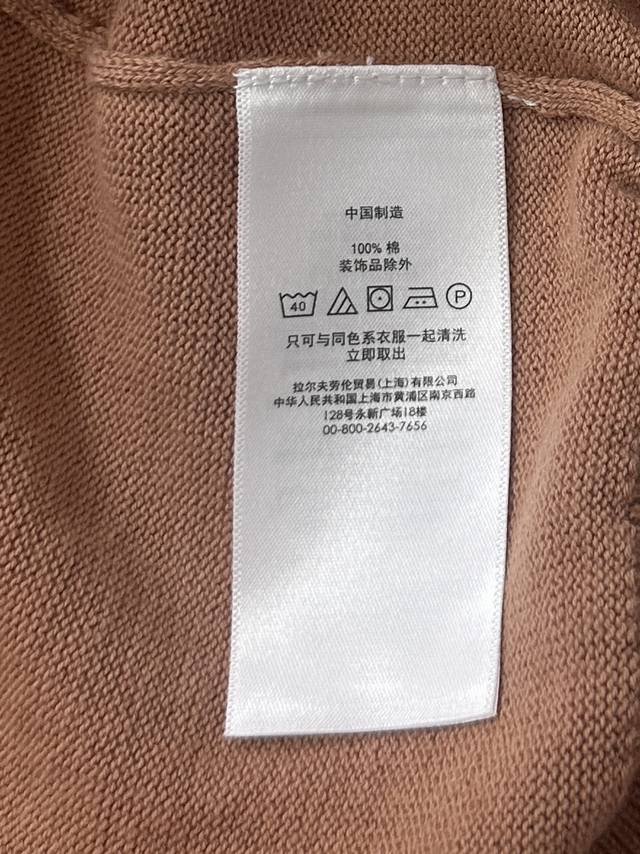 中国制造
100% 棉
装饰品除外
40 P
只可与同色系衣服一起清洗
立即取出
拉尔夫劳伦贸易(上海)有限公司
中华人民共和国上海市黄浦区南京西路
128号永新广场18楼
00-800-2643-7656